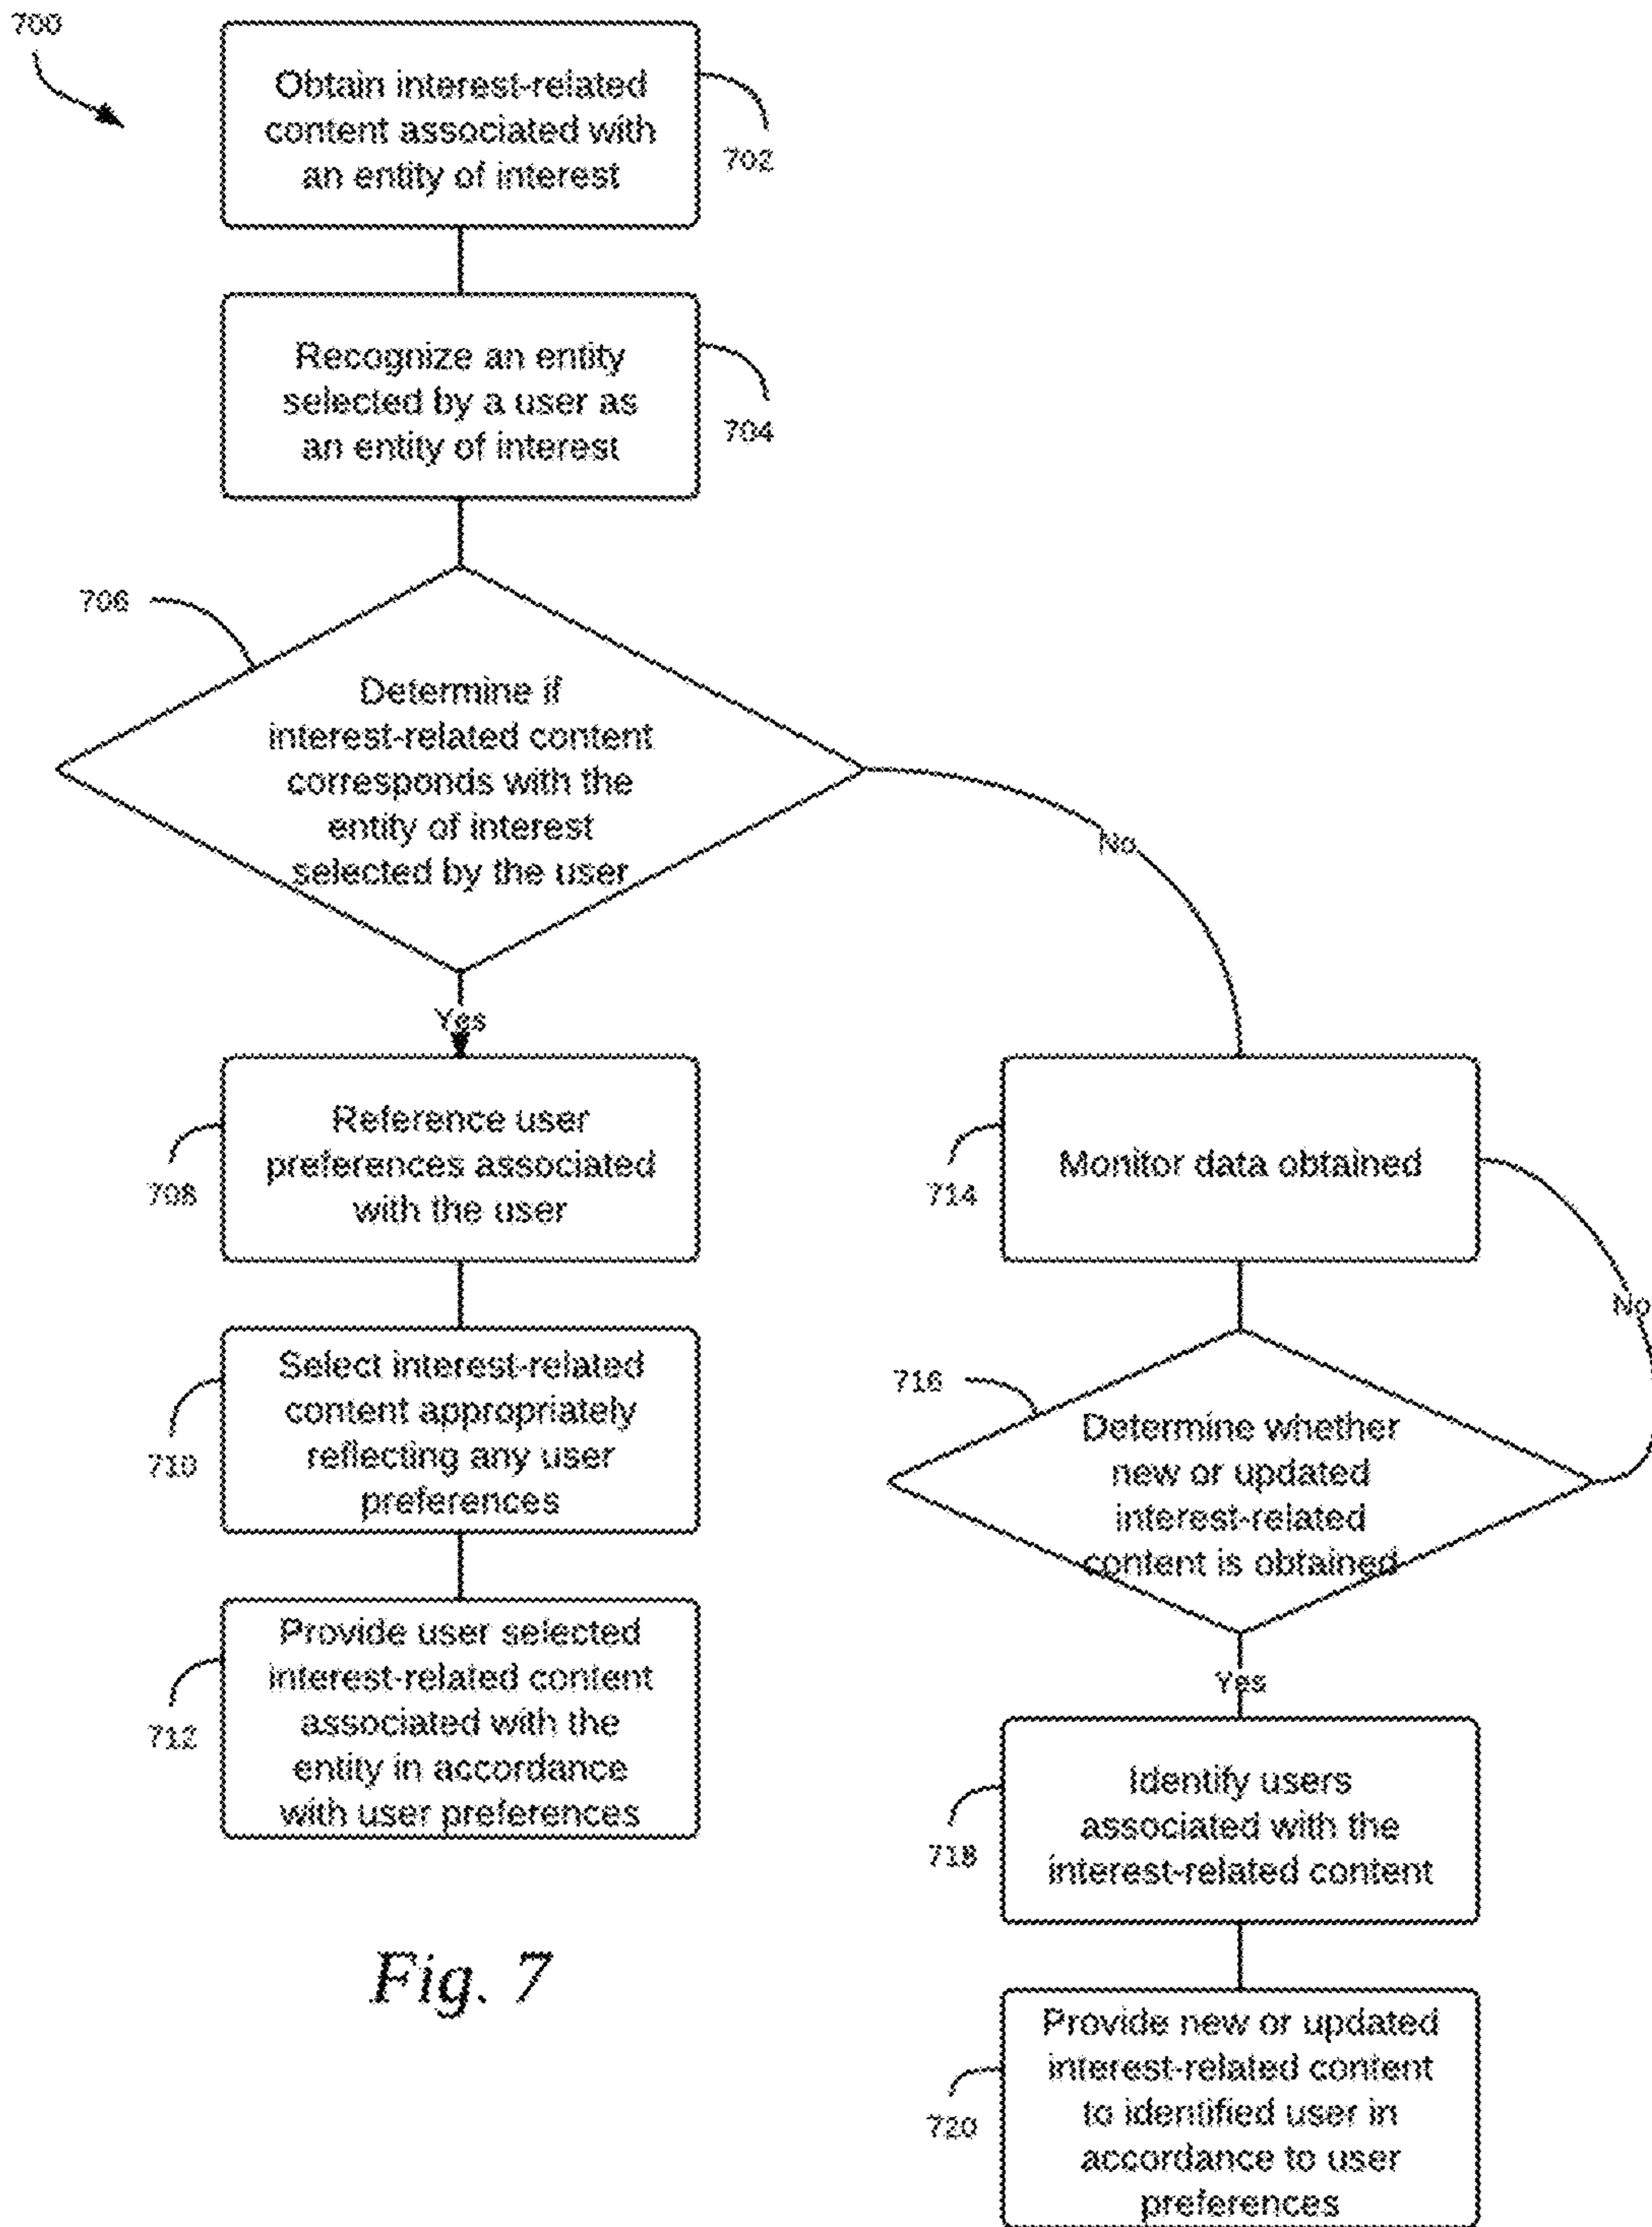 700
Obtain interest-related
content associated with
an entity of interest
702
Recognize an entity
selected by a user as
an entity of interest
704
706
Determine if
interest-related content
corresponds with the
entity of interest
selected by the user
No
Yes
Reference user
preferences associated
with the user
708
Monitor data obtained
714
No
Select interest-related
content appropriately
reflecting any user
preferences
710
716
Determine whether
new or updated
interest-related
content is obtained
Provide user selected
interest-related content
associated with the
entity in accordance
with user preferences
712
Yes
Identify users
associated with the
interest-related content
718
Fig. 7
Provide new or updated
interest-related content
to identified user in
accordance to user
preferences
720